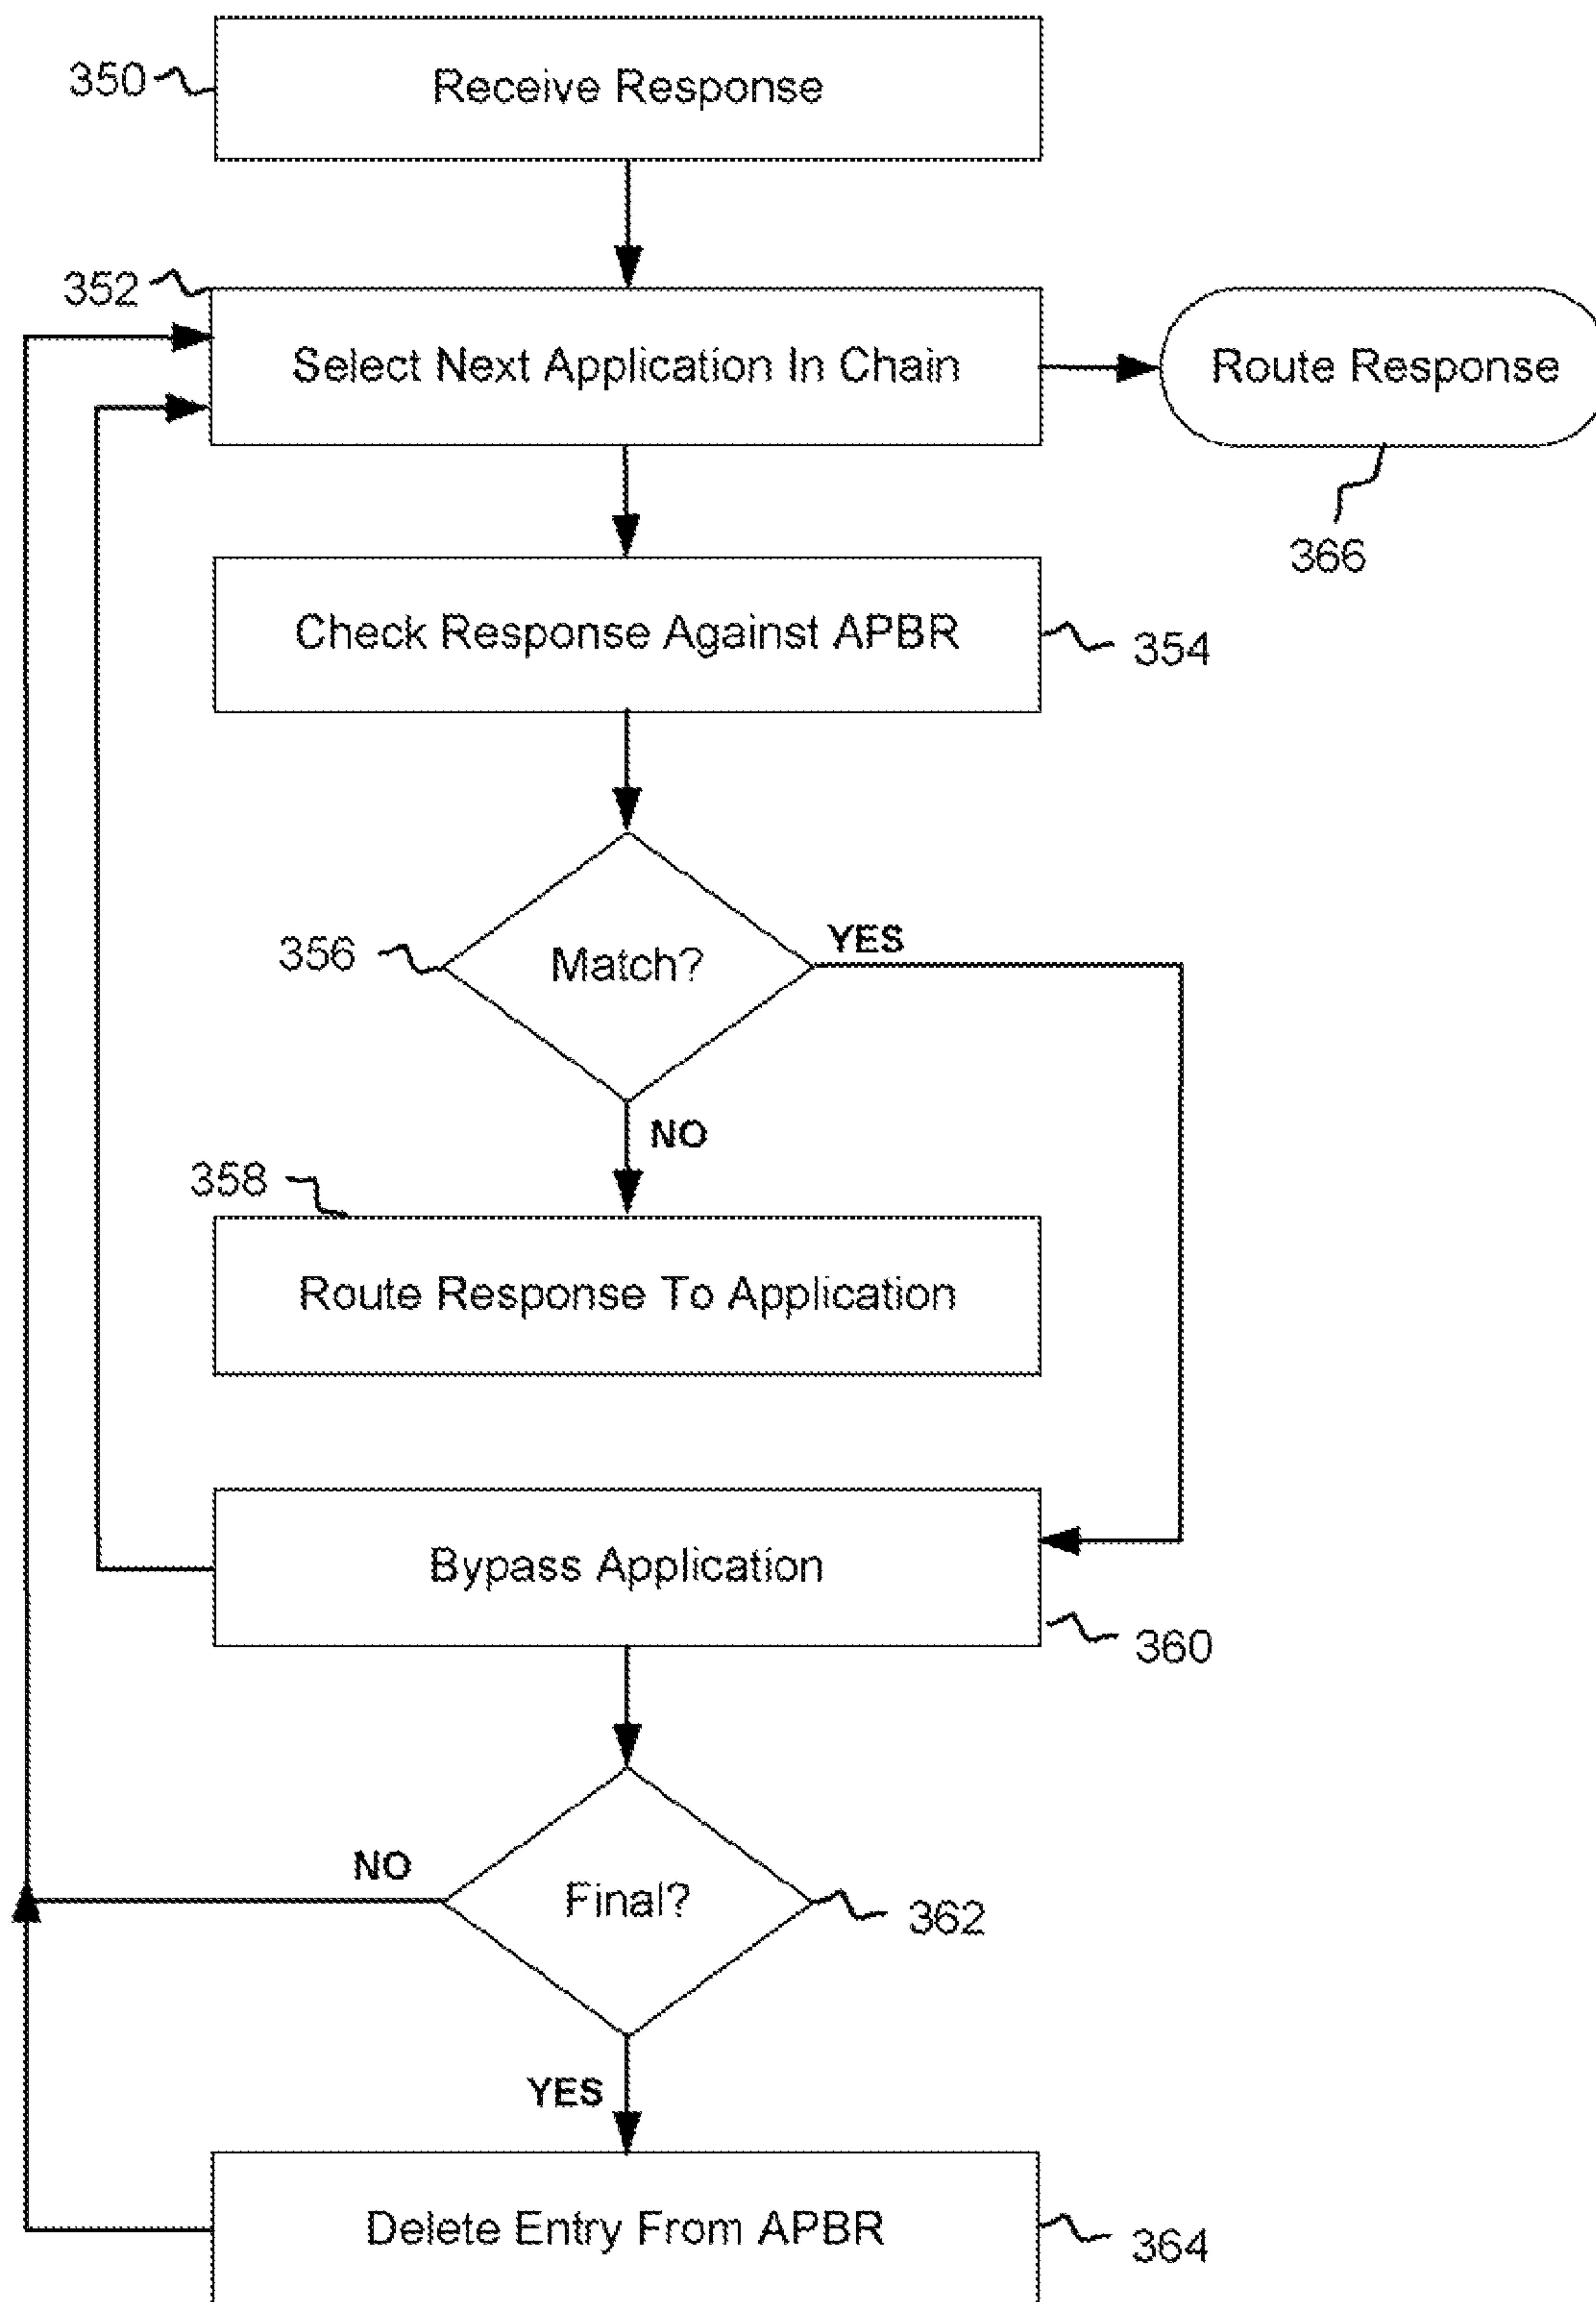 350
Receive Response
352
Select Next Application In Chain
Route Response
366
Check Response Against APBR
354
356
Match?
YES
NO
358
Route Response To Application
Bypass Application
360
NO
Final?
362
YES
Delete Entry From APBR
364